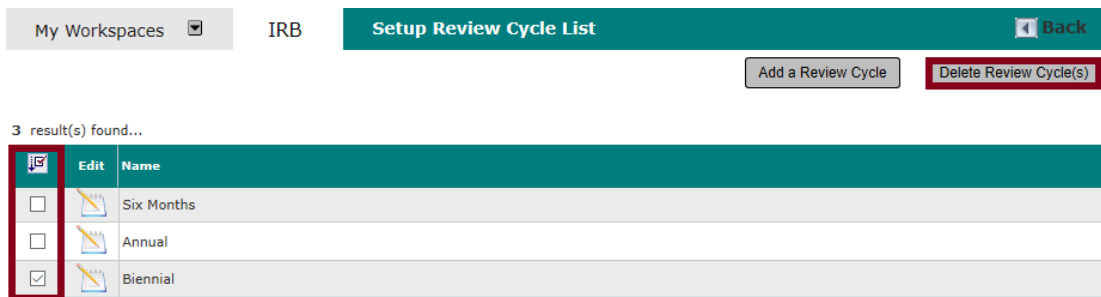 My Workspaces IRB Setup Review Cycle List Back
Add a Review Cycle Delete Review Cycle(s)
3 result(s) found...
Edit Name
Six Months
Annual
Biennial